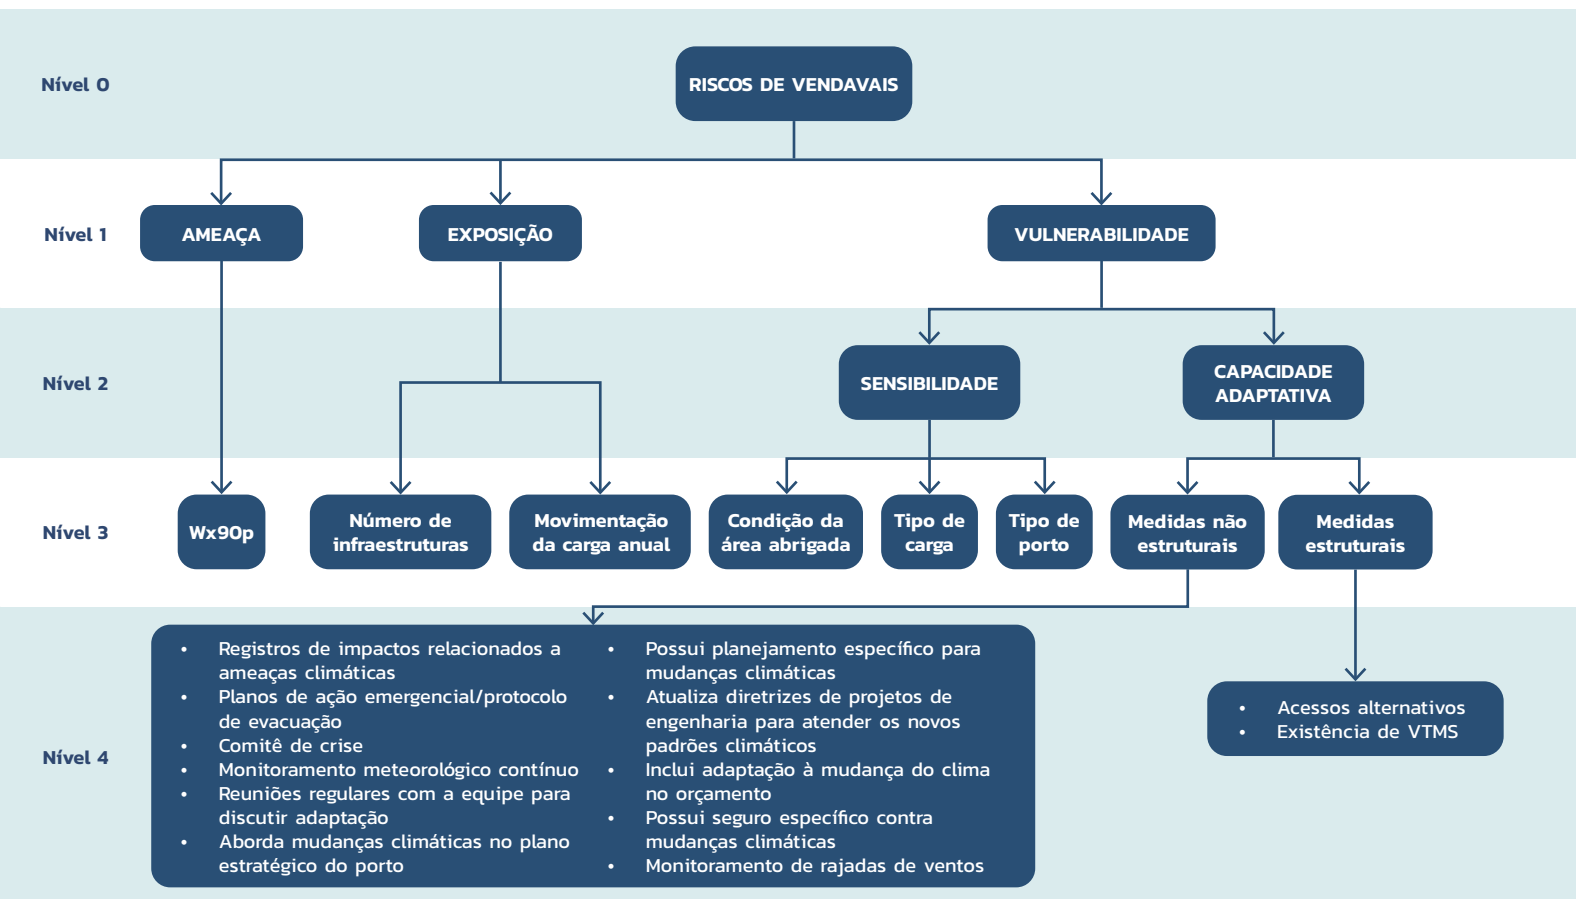 Nível 0
RISCOS DE VENDAVAIS
Nível 1
AMEAÇA
EXPOSIÇÃO
VULNERABILIDADE
Nível 2
SENSIBILIDADE
CAPACIDADE
ADAPTATIVA
Nível 3
Wx90p
Número de
infraestruturas
Movimentação
da carga anual
Condição da
área abrigada
Tipo de
carga
Tipo de
porto
Medidas não
estruturais
Medidas
estruturais
Nível 4
• Registros de impactos relacionados a
ameaças climáticas
• Planos de ação emergencial/protocolo
de evacuação
• Comitê de crise
• Monitoramento meteorológico contínuo
• Reuniões regulares com a equipe para
discutir adaptação
• Aborda mudanças climáticas no plano
estratégico do porto
• Possui planejamento específico para
mudanças climáticas
• Atualiza diretrizes de projetos de
engenharia para atender os novos
padrões climáticos
• Inclui adaptação à mudança do clima
no orçamento
• Possui seguro específico contra
mudanças climáticas
• Monitoramento de rajadas de ventos
• Acessos alternativos
• Existência de VTMS